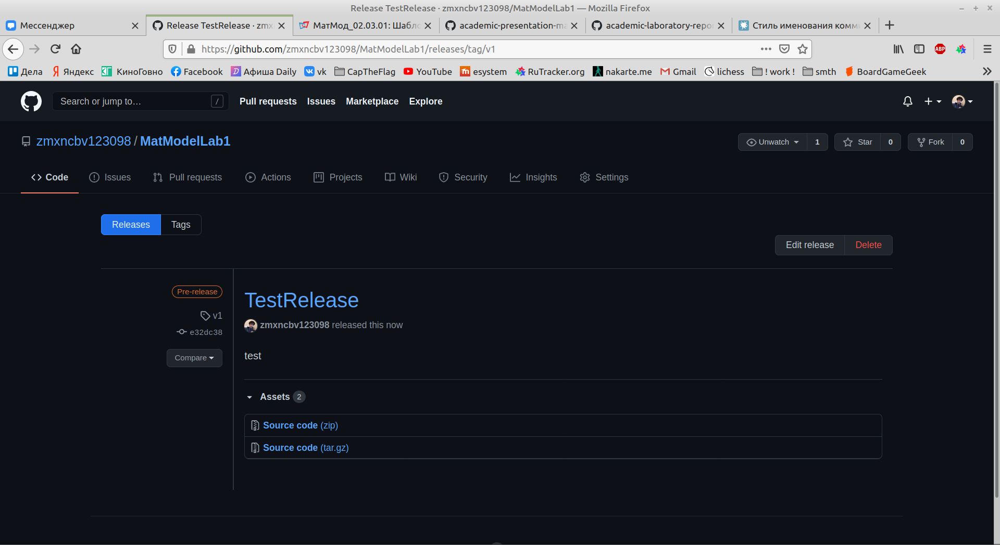 Release TestRelease · zmxncbv123098/MatModelLab1 — Mozilla Firefox
Мессенджер
Release TestRelease · zmx
МатМод_02.03.01: Шабло
academic-presentation-ma
academic-laboratory-repo
Стиль именования комм
https://github.com/zmxncbv123098/MatModelLab1/releases/tag/v1
ABP
Дела
Яндекс
КиноГовно
Facebook
Афиша Daily
vk
CapTheFlag
YouTube
esystem
RuTracker.org
nakarte.me
Gmail
lichess
! work !
smth
BoardGameGeek
Search or jump to…
/
Pull requests
Issues
Marketplace
Explore
zmxncbv123098 / MatModelLab1
Unwatch 1
Star 0
Fork 0
Code
Issues
Pull requests
Actions
Projects
Wiki
Security
Insights
Settings
Releases
Tags
Edit release
Delete
Pre-release
v1
e32dc38
Compare
TestRelease
zmxncbv123098 released this now
test
Assets 2
Source code (zip)
Source code (tar.gz)